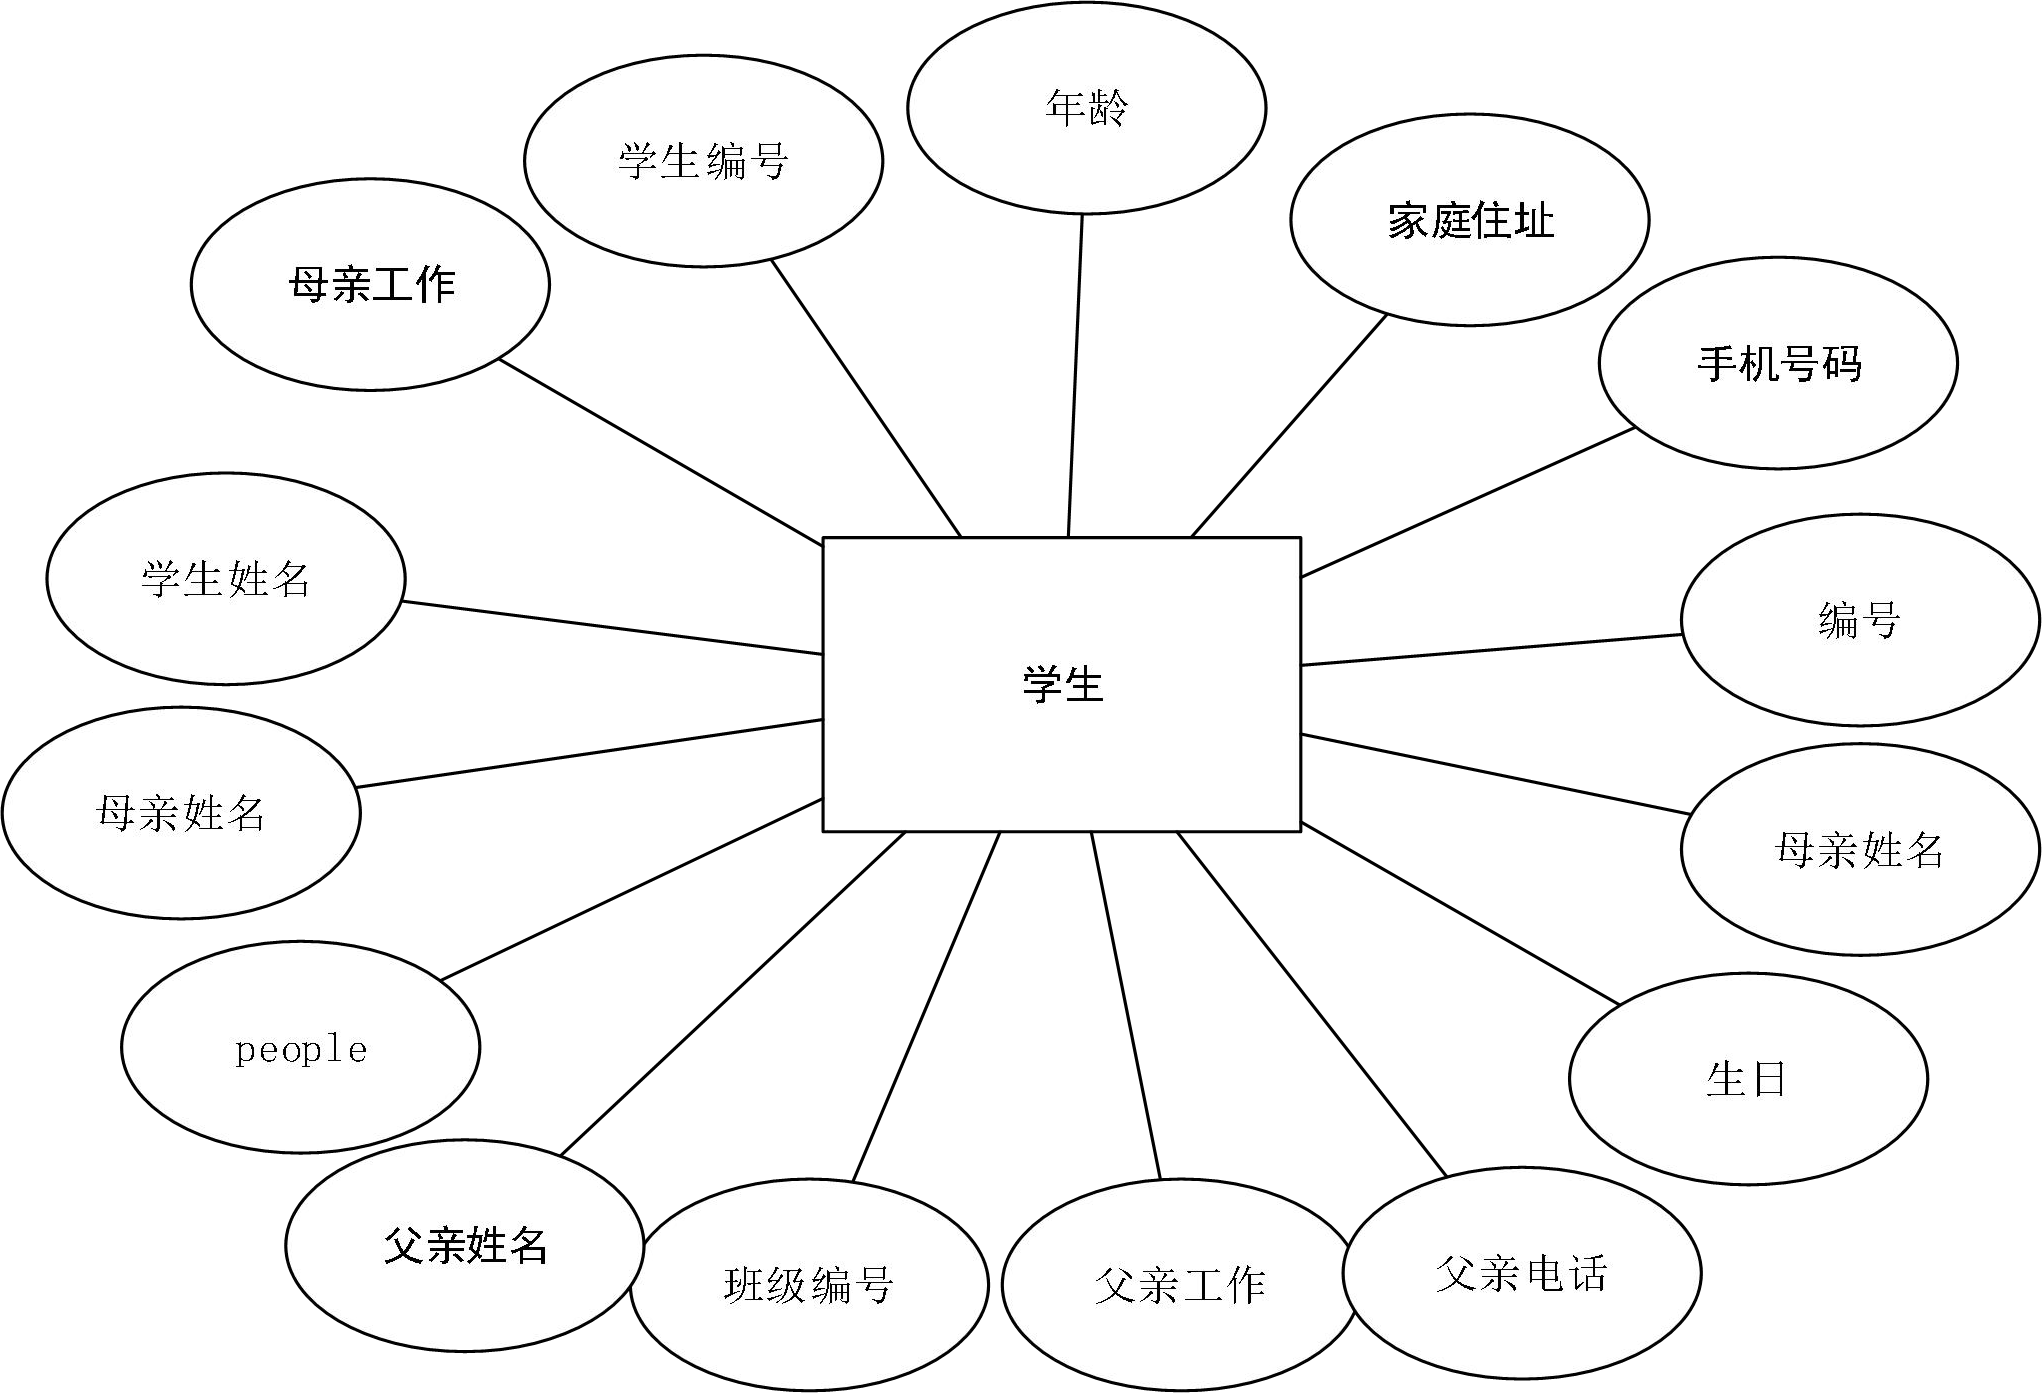 年龄
学生编号
家庭住址
母亲工作
手机号码
学生姓名
编号
学生
母亲姓名
母亲姓名
people
生日
父亲姓名
班级编号
父亲工作
父亲电话